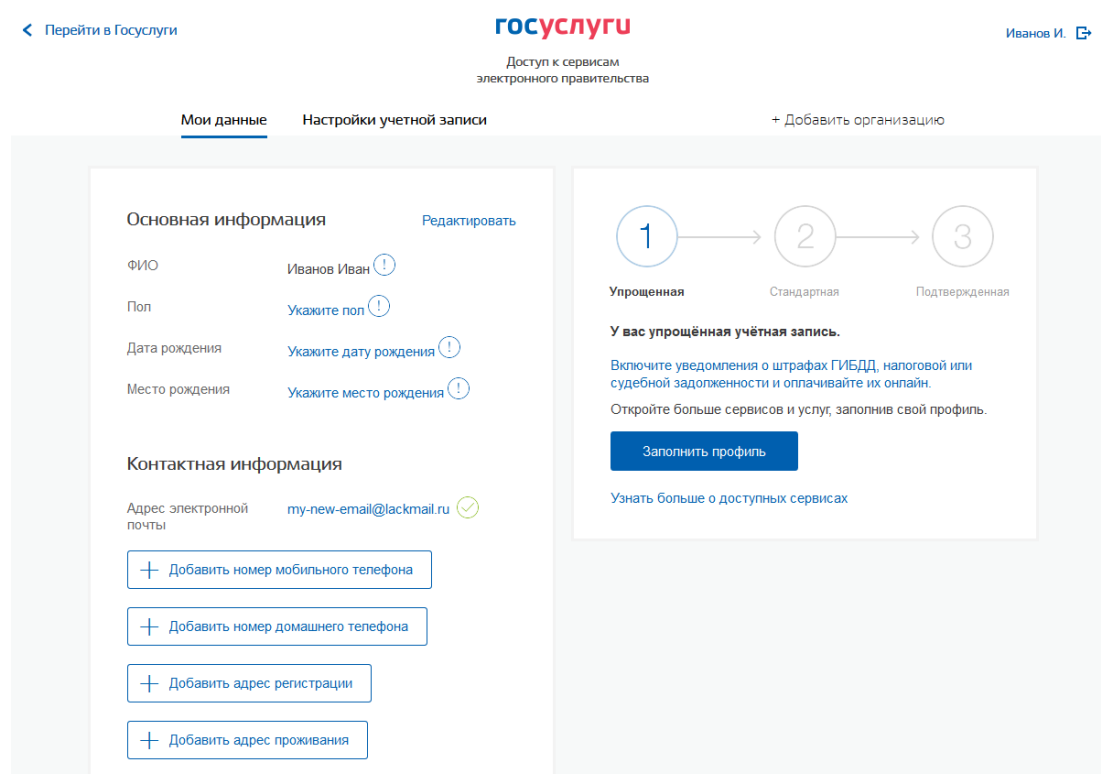 Перейти в Госуслуги
госуслуги
Доступ к сервисам
электронного правительства
Иванов И.
Мои данные
Настройки учетной записи
+ Добавить организацию
Основная информация
Редактировать
ФИО
Иванов Иван
Пол
Укажите пол
Дата рождения
Укажите дату рождения
Место рождения
Укажите место рождения
Контактная информация
Адрес электронной
почты
my-new-email@lackmail.ru
Добавить номер мобильного телефона
Добавить номер домашнего телефона
Добавить адрес регистрации
Добавить адрес проживания
1
2
3
Упрощенная
Стандартная
Подтвержденная
У вас упрощённая учётная запись.
Включите уведомления о штрафах ГИБДД, налоговой или
судебной задолженности и оплачивайте их онлайн.
Откройте больше сервисов и услуг, заполнив свой профиль.
Заполнить профиль
Узнать больше о доступных сервисах